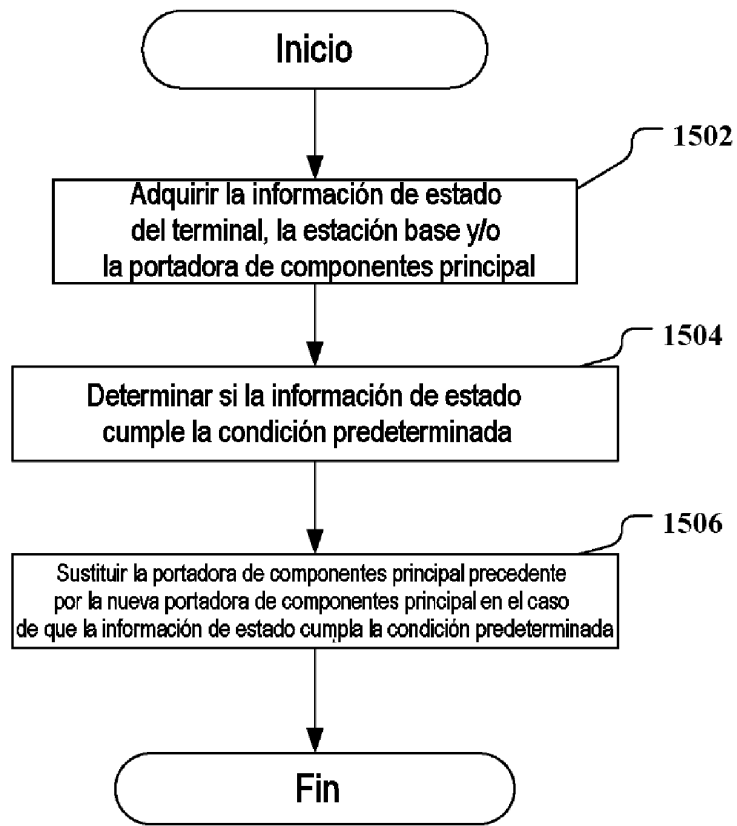 Inicio
1502
Adquirir la información de estado
del terminal, la estación base y/o
la portadora de componentes principal
1504
Determinar si la información de estado
cumple la condición predeterminada
1506
Sustituir la portadora de componentes principal precedente
por la nueva portadora de componentes principal en el caso
de que la información de estado cumpla la condición predeterminada
Fin